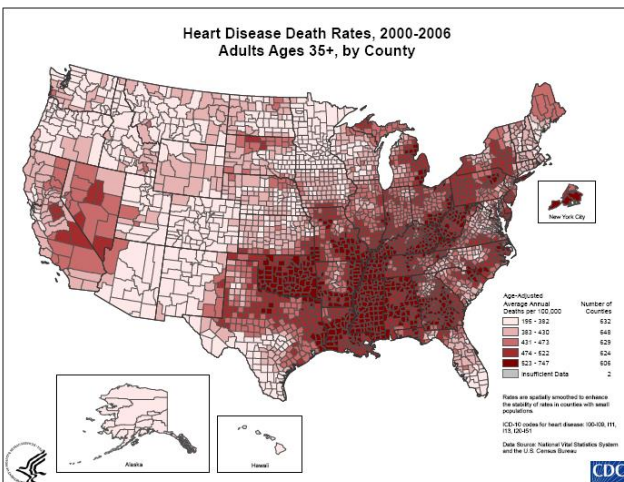 Heart Disease Death Rates, 2000-2006
Adults Ages 35+, by County
New York City
Age-Adjusted
Average Annual
Deaths per 100,000
Number of
Counties
195 - 382 632
383 - 430 648
431 - 473 629
474 - 522 624
523 - 747 606
Insufficient Data 2
Rates are spatially smoothed to enhance
the stability of rates in counties with small
populations.
ICD-10 codes for heart disease: I00-I09, I11,
I13, I20-I51
Data Source: National Vital Statistics System
and the U.S. Census Bureau
Alaska
Hawaii
CDC